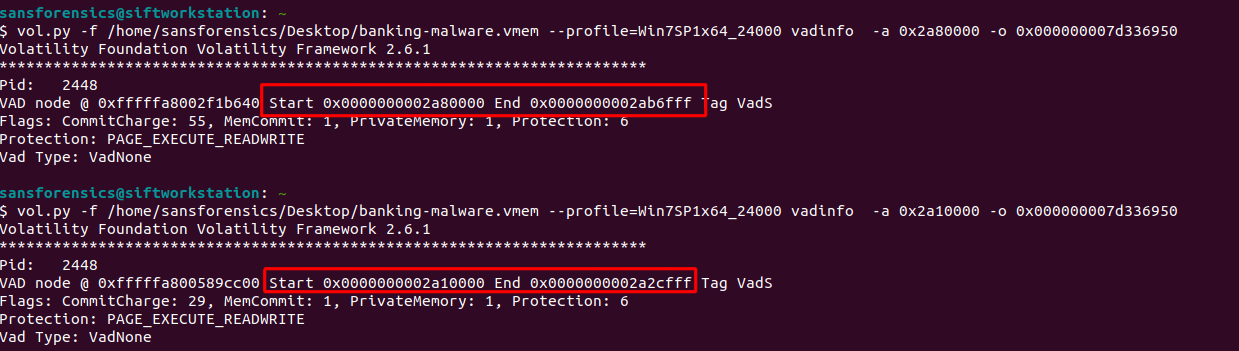 sansforensics@siftworkstation: ~
$ vol.py -f /home/sansforensics/Desktop/banking-malware.vmem --profile=Win7SP1x64_24000 vadinfo  -a 0x2a80000 -o 0x000000007d336950
Volatility Foundation Volatility Framework 2.6.1
************************************************************************
Pid:   2448
VAD node @ 0xfffffa8002f1b640 Start 0x0000000002a80000 End 0x0000000002ab6fff Tag VadS
Flags: CommitCharge: 55, MemCommit: 1, PrivateMemory: 1, Protection: 6
Protection: PAGE_EXECUTE_READWRITE
Vad Type: VadNone
sansforensics@siftworkstation: ~
$ vol.py -f /home/sansforensics/Desktop/banking-malware.vmem --profile=Win7SP1x64_24000 vadinfo  -a 0x2a10000 -o 0x000000007d336950
Volatility Foundation Volatility Framework 2.6.1
************************************************************************
Pid:   2448
VAD node @ 0xfffffa800589cc00 Start 0x0000000002a10000 End 0x0000000002a2cfff Tag VadS
Flags: CommitCharge: 29, MemCommit: 1, PrivateMemory: 1, Protection: 6
Protection: PAGE_EXECUTE_READWRITE
Vad Type: VadNone